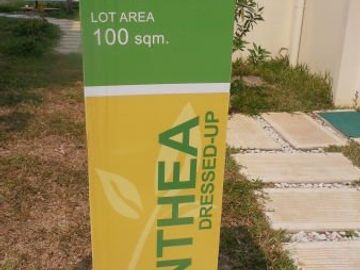 LOT AREA
100 sqm.
NTHEA
DRESSED-UP